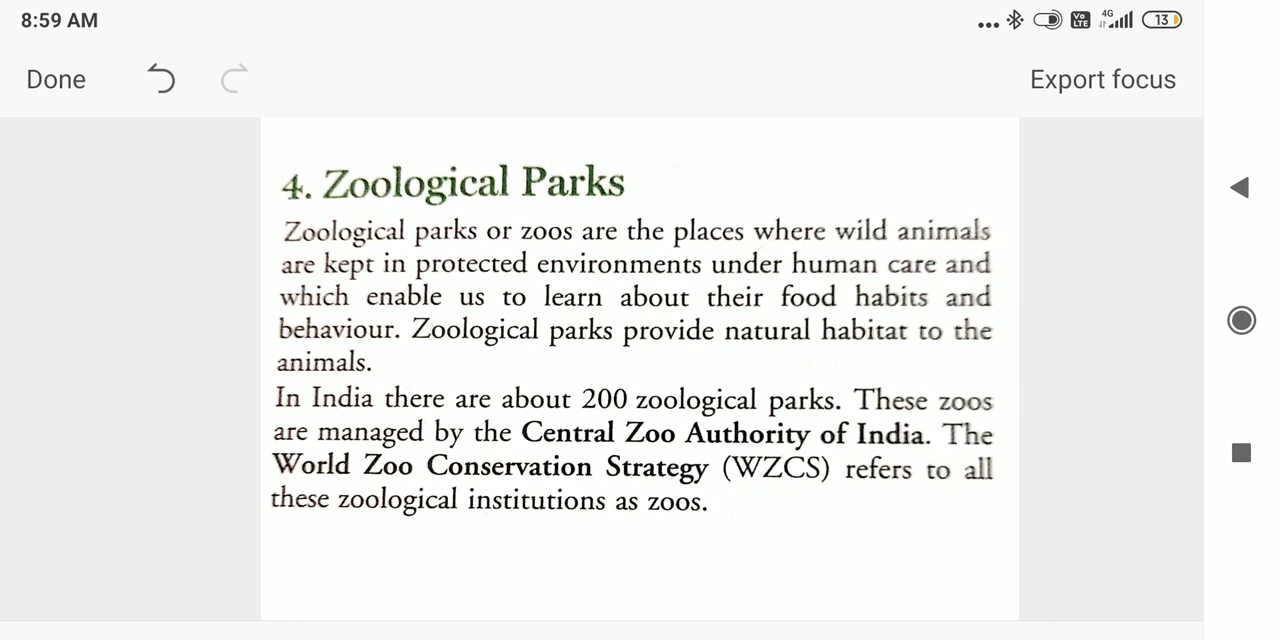 8:59 AM
... Vo LTE 4G 13
Done Export focus
4. Zoological Parks
Zoological parks or zoos are the places where wild animals
are kept in protected environments under human care and
which enable us to learn about their food habits and
behaviour. Zoological parks provide natural habitat to the
animals.
In India there are about 200 zoological parks. These zoos
are managed by the Central Zoo Authority of India. The
World Zoo Conservation Strategy (WZCS) refers to all
these zoological institutions as zoos.